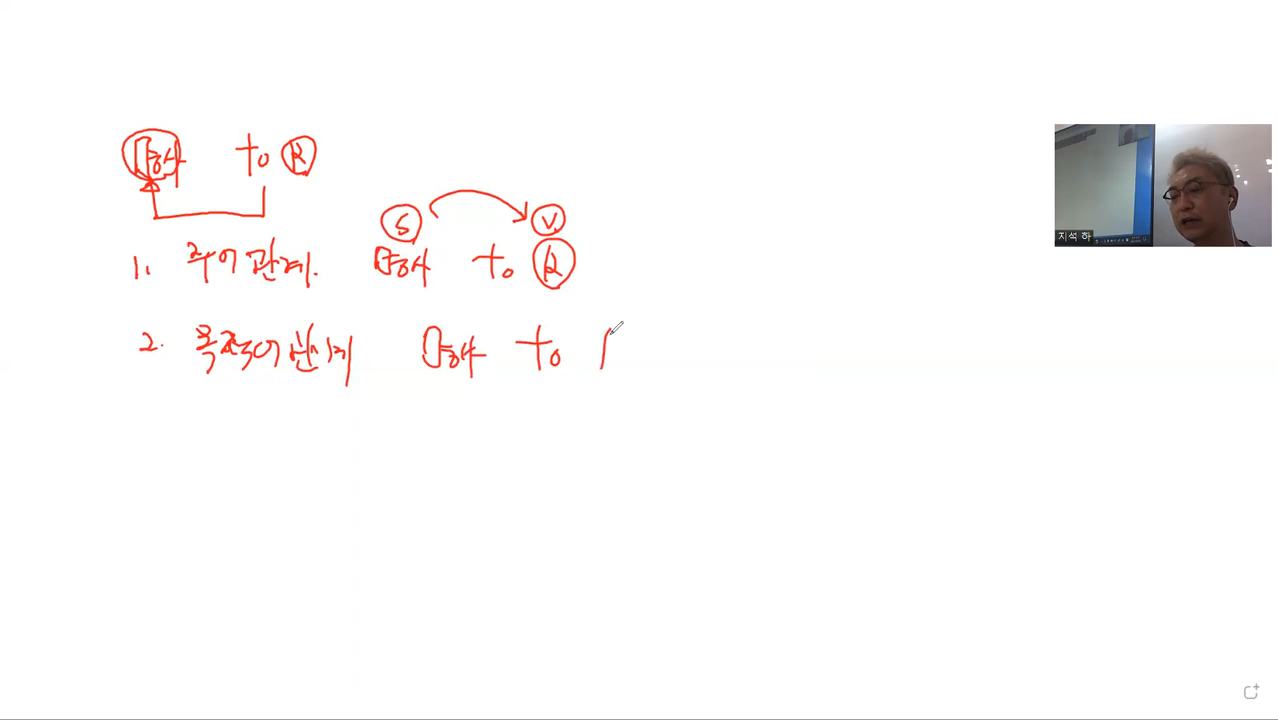 명사 to R
S V
1. 주어 관계. 명사 to R
2. 목적어 관계 명사 to
지석 하